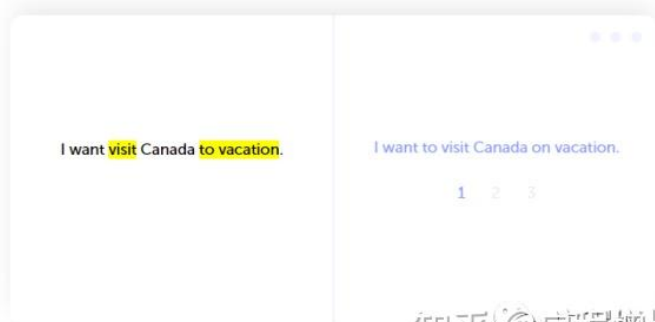 I want visit Canada to vacation.
I want to visit Canada on vacation.
1 2 3